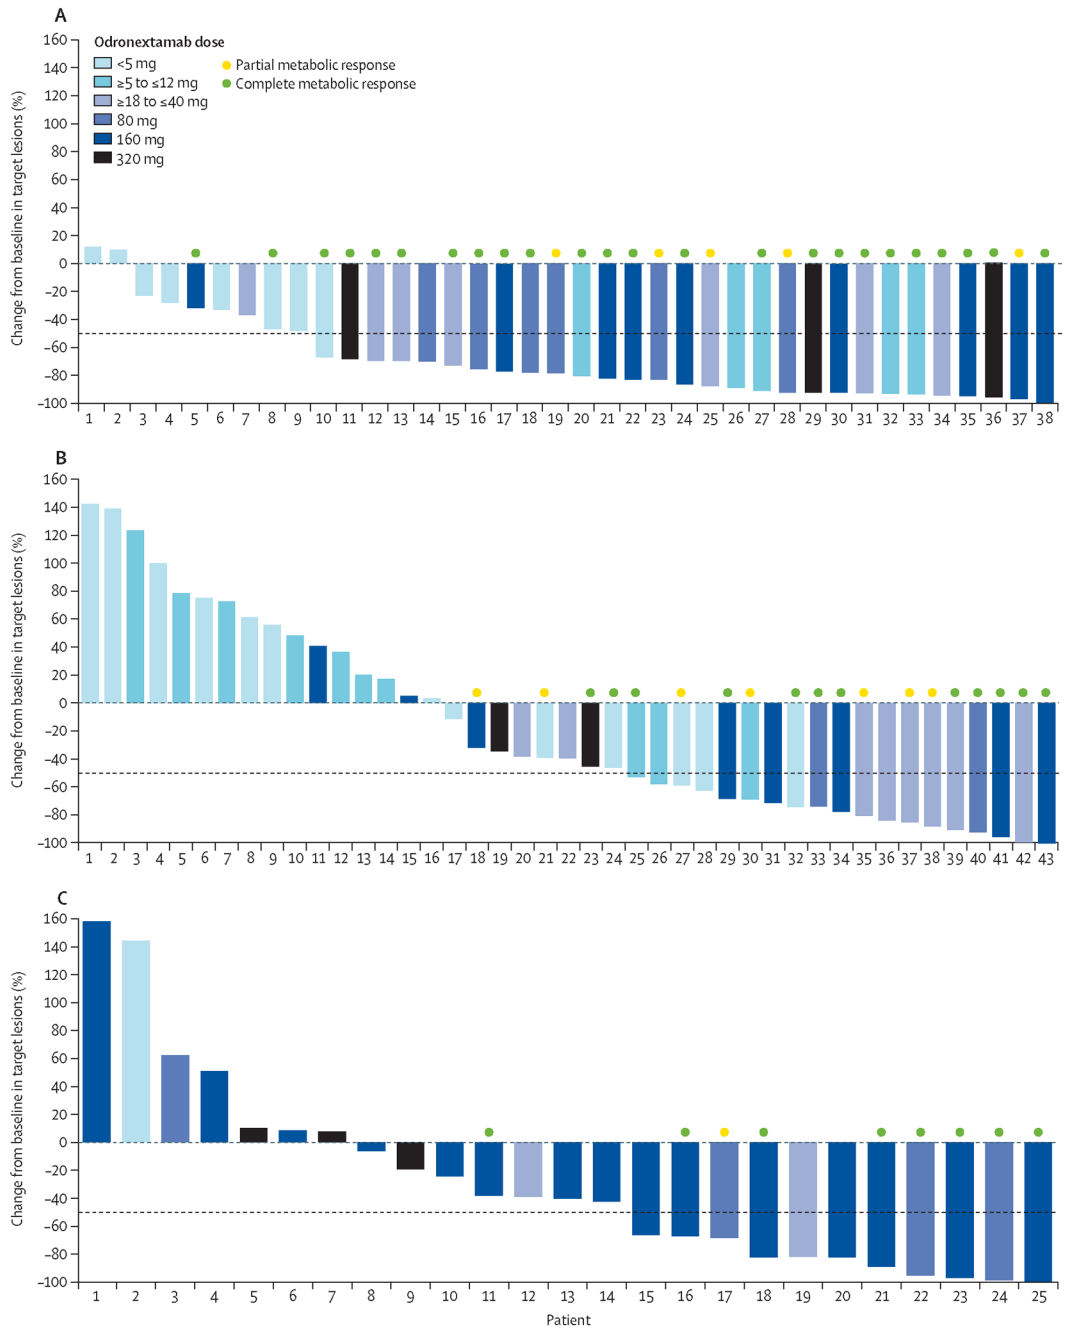 A
Odronextamab dose
<5 mg
≥5 to ≤12 mg
≥18 to ≤40 mg
80 mg
160 mg
320 mg
Partial metabolic response
Complete metabolic response
Change from baseline in target lesions (%)
160
140
120
100
80
60
40
20
0
–20
–40
–60
–80
–100
1 2 3 4 5 6 7 8 9 10 11 12 13 14 15 16 17 18 19 20 21 22 23 24 25 26 27 28 29 30 31 32 33 34 35 36 37 38
B
Change from baseline in target lesions (%)
160
140
120
100
80
60
40
20
0
–20
–40
–60
–80
–100
1 2 3 4 5 6 7 8 9 10 11 12 13 14 15 16 17 18 19 20 21 22 23 24 25 26 27 28 29 30 31 32 33 34 35 36 37 38 39 40 41 42 43
C
Change from baseline in target lesions (%)
160
140
120
100
80
60
40
20
0
–20
–40
–60
–80
–100
1 2 3 4 5 6 7 8 9 10 11 12 13 14 15 16 17 18 19 20 21 22 23 24 25
Patient